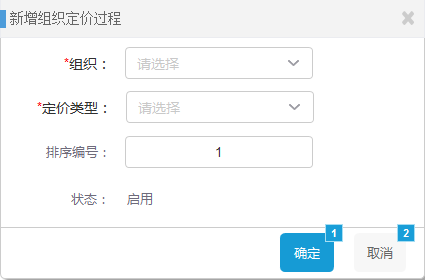 新增组织定价过程
*组织： 请选择
*定价类型： 请选择
排序编号： 1
状态： 启用
确定 1 取消 2